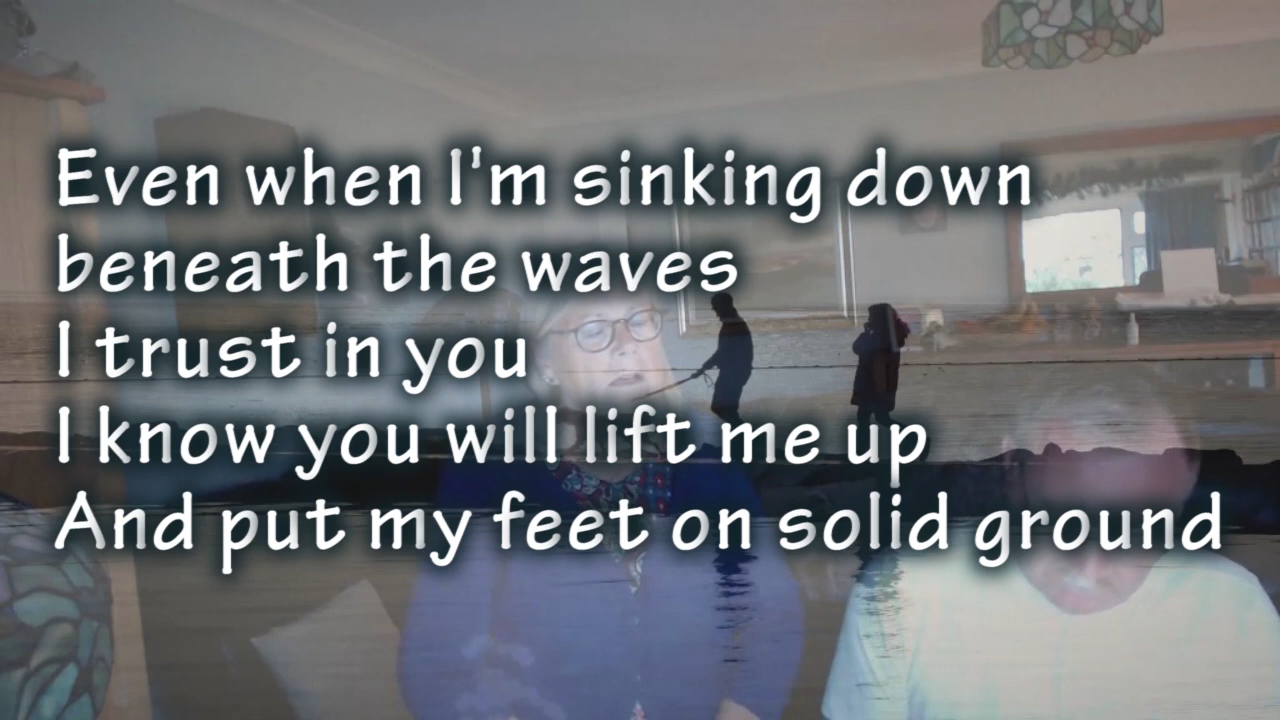 Even when I'm sinking down
beneath the waves
I trust in you
I know you will lift me up
And put my feet on solid ground